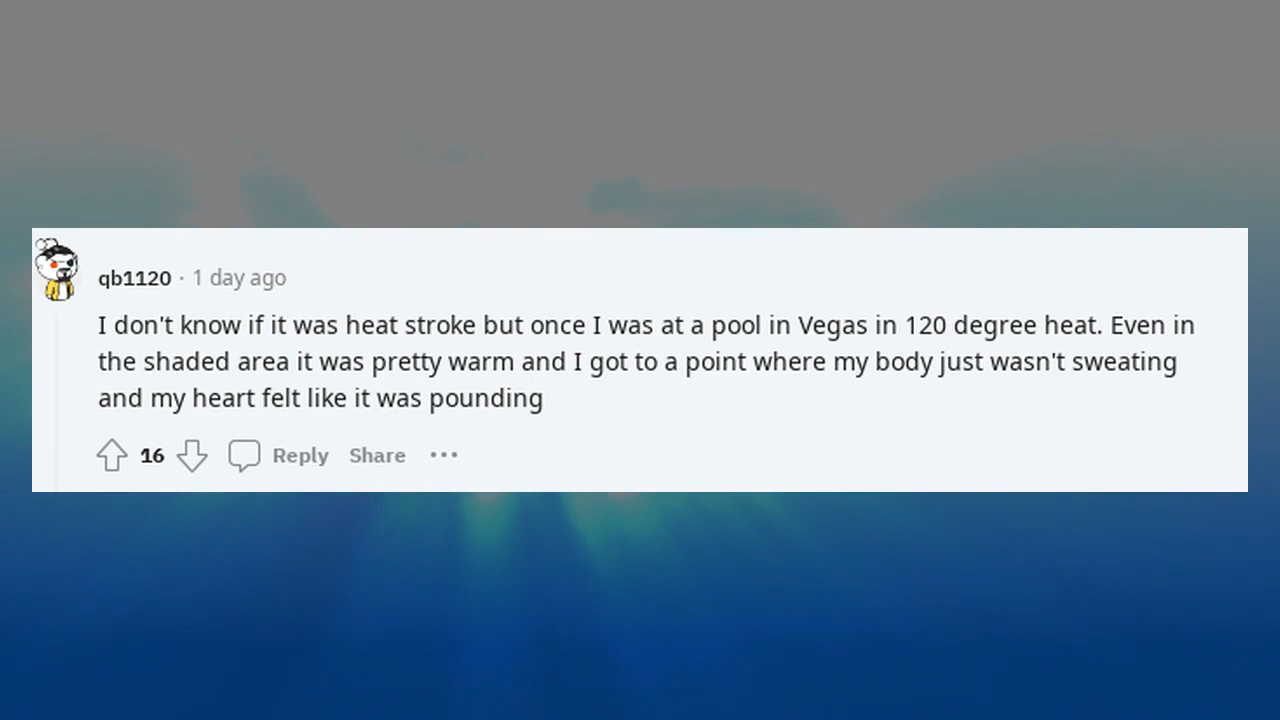 qb1120 · 1 day ago
I don't know if it was heat stroke but once I was at a pool in Vegas in 120 degree heat. Even in
the shaded area it was pretty warm and I got to a point where my body just wasn't sweating
and my heart felt like it was pounding
16 Reply Share ···